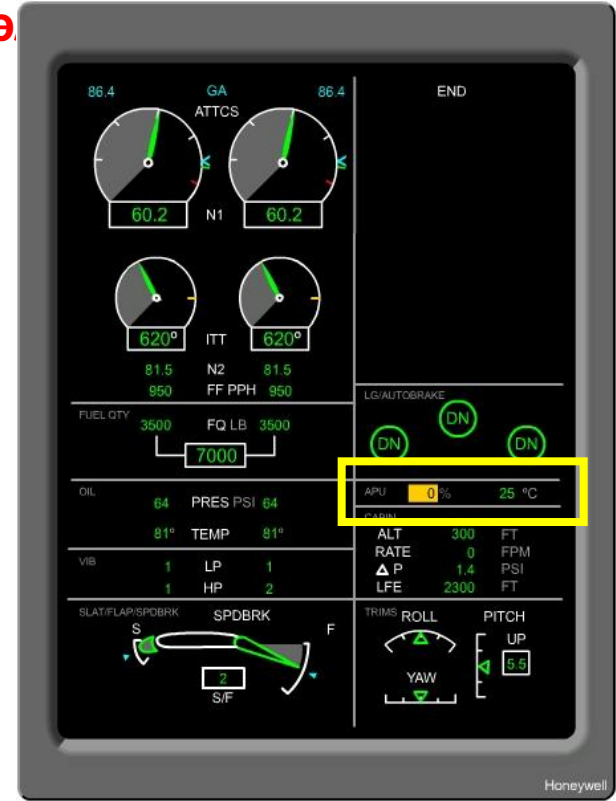 86.4 GA 86.4
ATTCS
60.2 N1 60.2
620° ITT 620°
81.5 N2 81.5
950 FF PPH 950
FUEL QTY
3500 FQ LB 3500
7000
OIL
64 PRES PSI 64
81° TEMP 81°
VIB
1 LP 1
1 HP 2
SLAT/FLAP/SPDBRK
SPDBRK
S F
2
S/F
END
LG/AUTOBRAKE
DN
DN DN
APU 0 % 25 °C
CABIN
ALT 300 FT
RATE 0 FPM
Δ P 1.4 PSI
LFE 2300 FT
TRIMS ROLL PITCH
UP
5.5
YAW
Honeywell